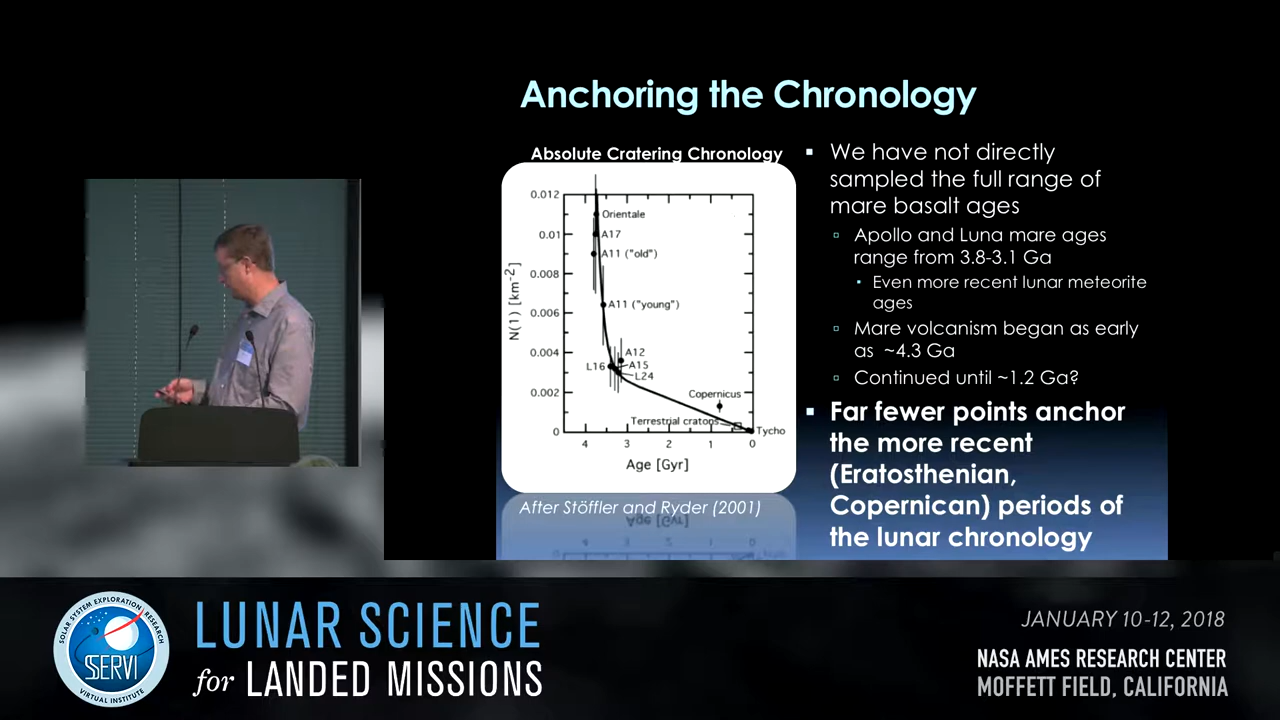 Anchoring the Chronology
Absolute Cratering Chronology
0.012
0.01
0.008
0.006
0.004
0.002
0
N(1) [km-2]
Orientale
A17
A11 ("old")
A11 ("young")
A12
L16
A15
L24
Copernicus
Terrestrial cratons
Tycho
4 3 2 1 0
Age [Gyr]
After Stöffler and Ryder (2001)
▪ We have not directly
sampled the full range of
mare basalt ages
▫ Apollo and Luna mare ages
range from 3.8-3.1 Ga
▪ Even more recent lunar meteorite
ages
▫ Mare volcanism began as early
as ~4.3 Ga
▫ Continued until ~1.2 Ga?
▪ Far fewer points anchor
the more recent
(Eratosthenian,
Copernican) periods of
the lunar chronology
SOLAR SYSTEM EXPLORATION RESEARCH
SSERVI
VIRTUAL INSTITUTE
LUNAR SCIENCE
for LANDED MISSIONS
JANUARY 10-12, 2018
NASA AMES RESEARCH CENTER
MOFFETT FIELD, CALIFORNIA